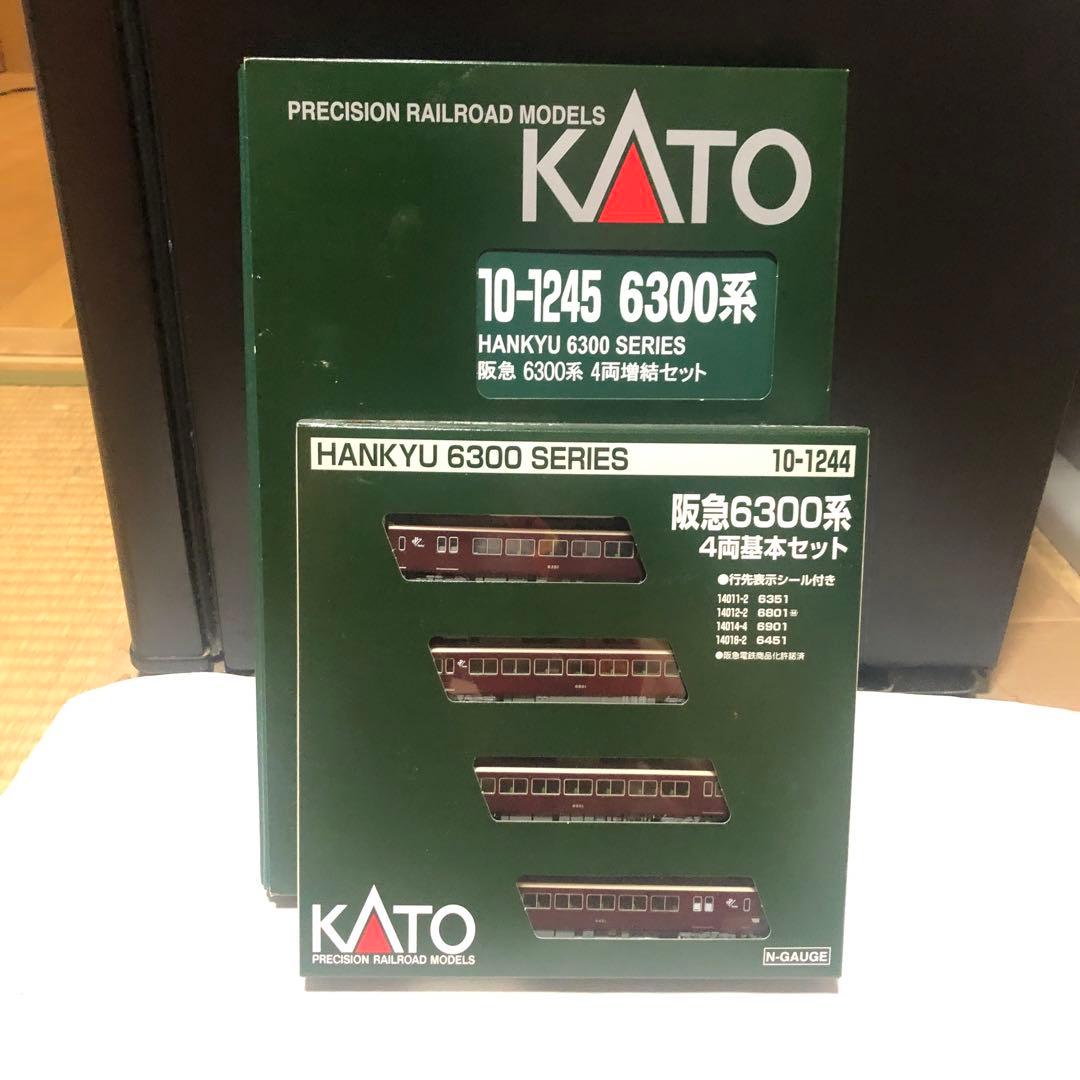 PRECISION RAILROAD MODELS
KATO
10-1245 6300系
HANKYU 6300 SERIES
阪急 6300系 4両増結セット
HANKYU 6300 SERIES 10-1244
阪急6300系
4両基本セット
●行先表示シール付き
14011-2 6351
14012-2 6801 M
14014-4 6901
14016-2 6451
●阪急電鉄商品化許諾済
6351
6801
KATO
PRECISION RAILROAD MODELS
N-GAUGE